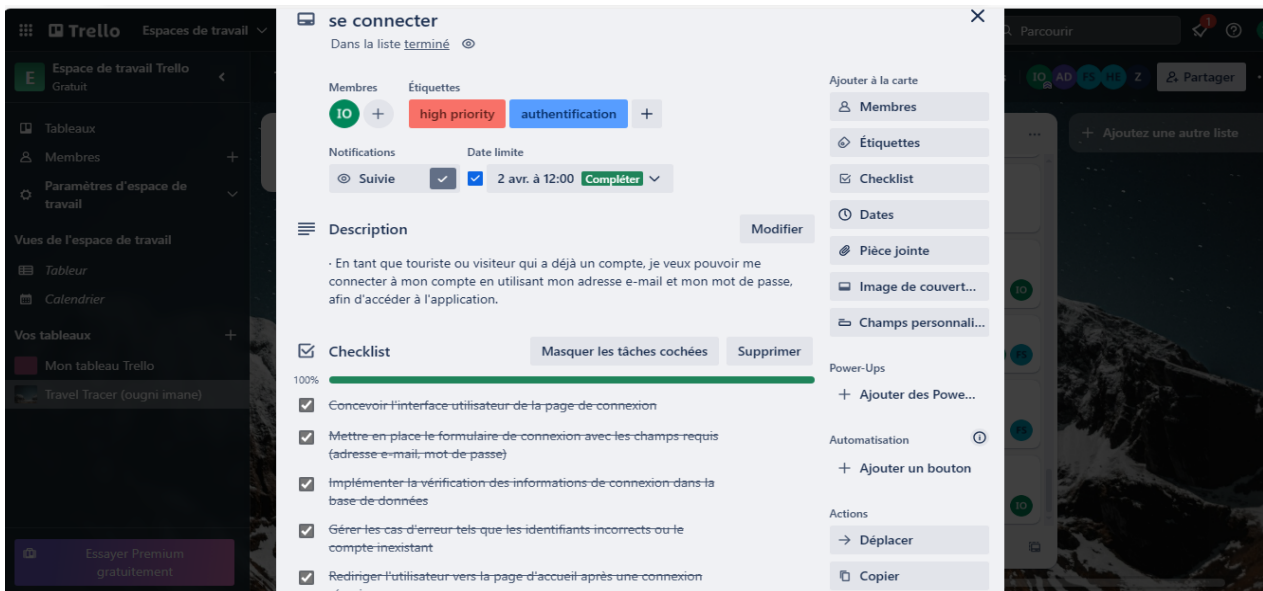 Trello
Espaces de travail
Parcourir
1
E
Espace de travail Trello
Gratuit
Tableaux
Membres
Paramètres d'espace de
travail
Vues de l'espace de travail
Tableur
Calendrier
Vos tableaux
Mon tableau Trello
Travel Tracer (ougni imane)
Essayer Premium
gratuitement
se connecter
Dans la liste terminé
Membres
Étiquettes
IO
high priority
authentification
Notifications
Date limite
Suivie
2 avr. à 12:00 Compléter
Description
Modifier
· En tant que touriste ou visiteur qui a déjà un compte, je veux pouvoir me
connecter à mon compte en utilisant mon adresse e-mail et mon mot de passe,
afin d'accéder à l'application.
Checklist
Masquer les tâches cochées
Supprimer
100%
Concevoir l'interface utilisateur de la page de connexion
Mettre en place le formulaire de connexion avec les champs requis
(adresse e-mail, mot de passe)
Implémenter la vérification des informations de connexion dans la
base de données
Gérer les cas d'erreur tels que les identifiants incorrects ou le
compte inexistant
Rediriger l'utilisateur vers la page d'accueil après une connexion
Ajouter à la carte
Membres
Étiquettes
Checklist
Dates
Pièce jointe
Image de couvert...
Champs personnali...
Power-Ups
Ajouter des Powe...
Automatisation
Ajouter un bouton
Actions
Déplacer
Copier
IO AD FS HE Z
Partager
Ajoutez une autre liste
IO
FS
FS
IO